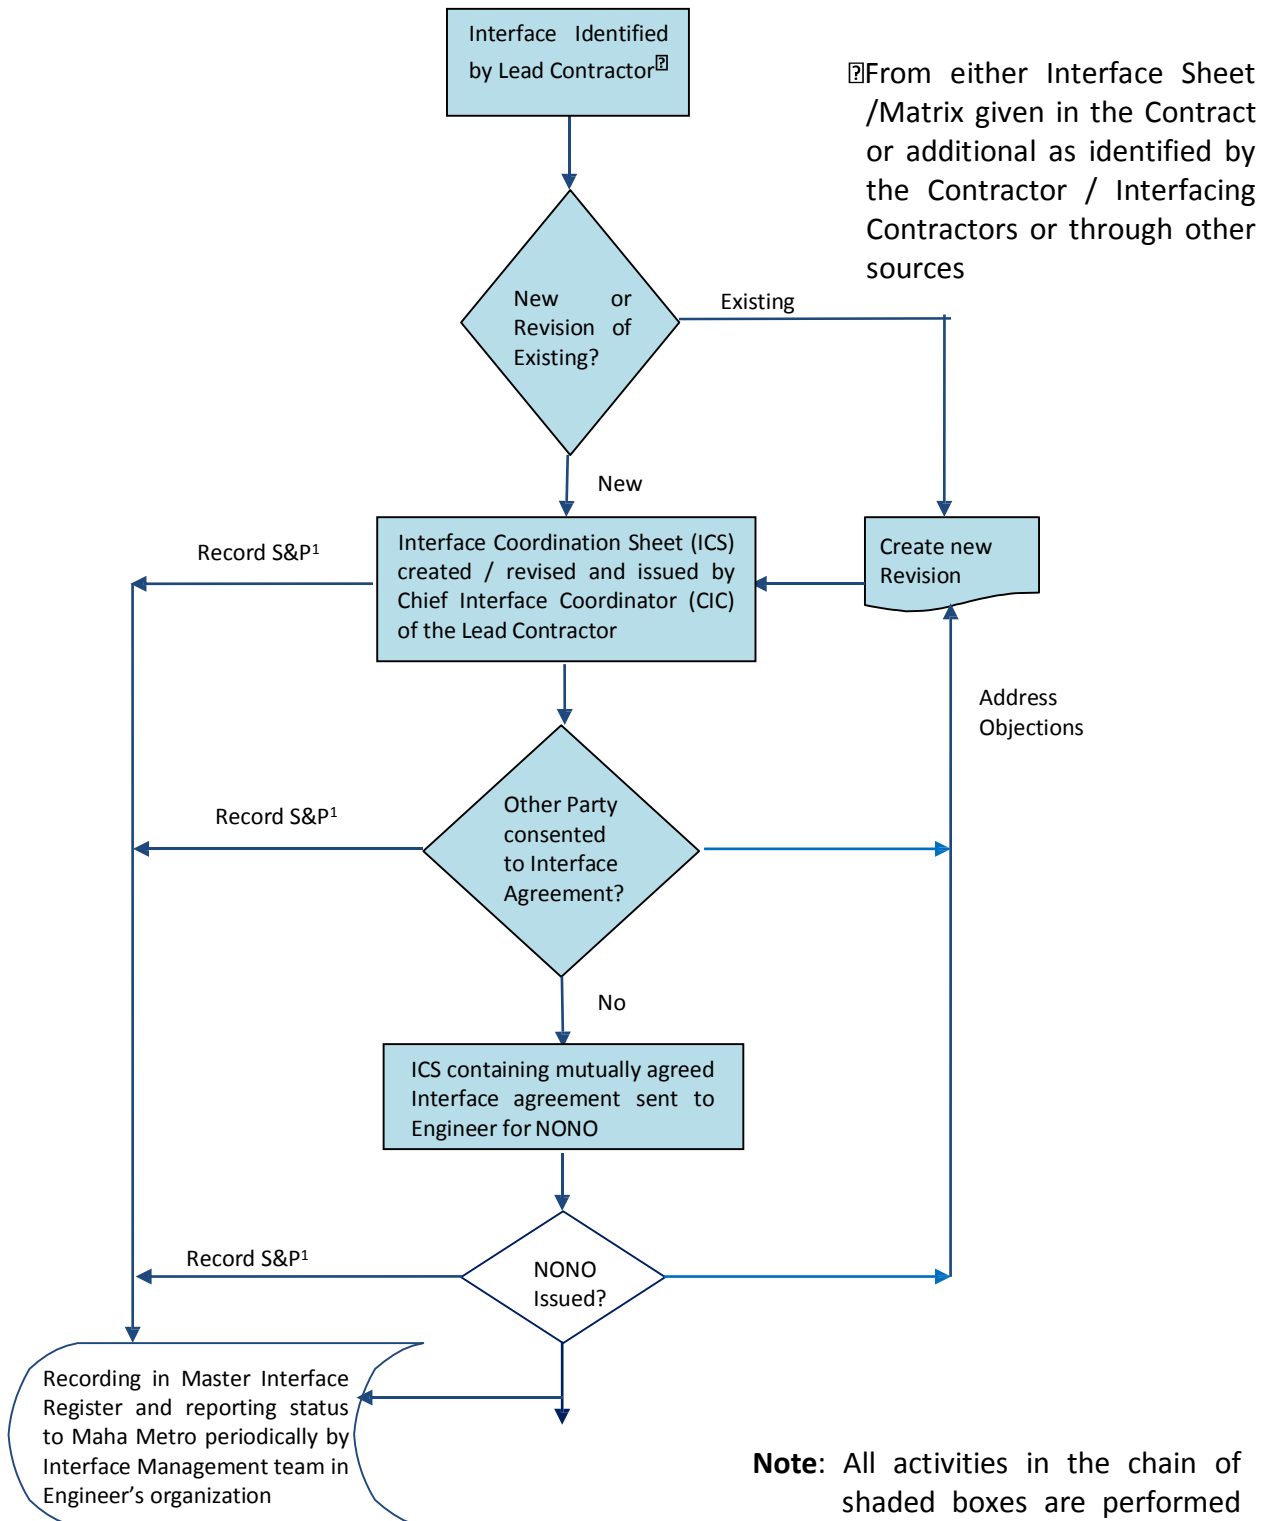 Interface Identified
by Lead Contractor⍰
⍰From either Interface Sheet
/Matrix given in the Contract
or additional as identified by
the Contractor / Interfacing
Contractors or through other
sources
New or
Revision of
Existing?
Existing
New
Record S&P¹
Interface Coordination Sheet (ICS)
created / revised and issued by
Chief Interface Coordinator (CIC)
of the Lead Contractor
Create new
Revision
Address
Objections
Record S&P¹
Other Party
consented
to Interface
Agreement?
No
ICS containing mutually agreed
Interface agreement sent to
Engineer for NONO
Record S&P¹
NONO
Issued?
Recording in Master Interface
Register and reporting status
to Maha Metro periodically by
Interface Management team in
Engineer’s organization
Note: All activities in the chain of
shaded boxes are performed